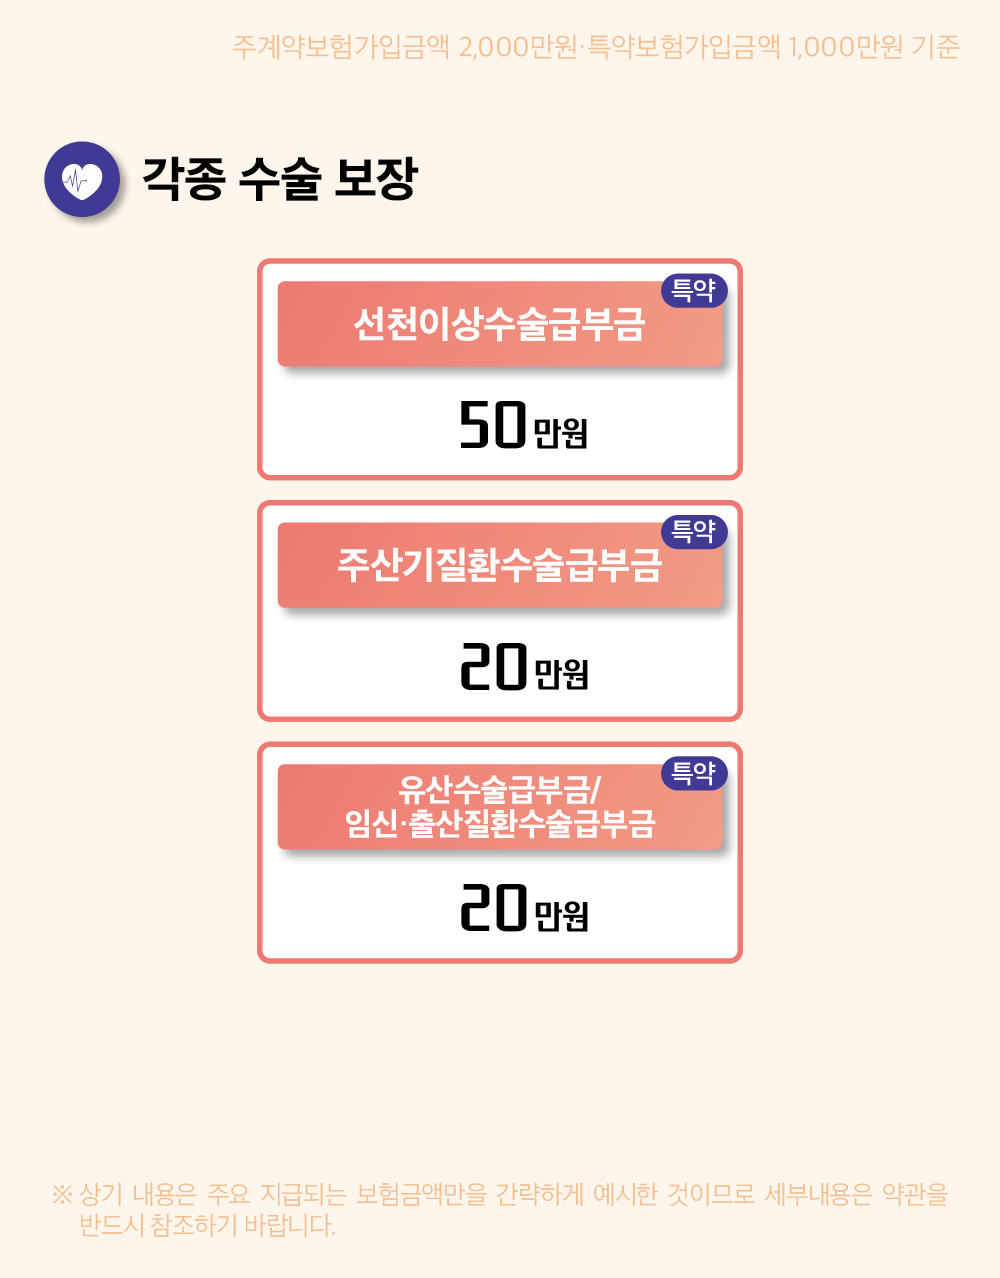 주계약보험가입금액 2,000만원·특약보험가입금액 1,000만원 기준
각종 수술 보장
특약
선천이상수술급부금
50 만원
특약
주산기질환수술급부금
20 만원
특약
유산수술급부금/
임신·출산질환수술급부금
20 만원
※ 상기 내용은 주요 지급되는 보험금액만을 간략하게 예시한 것이므로 세부내용은 약관을
반드시 참조하기 바랍니다.